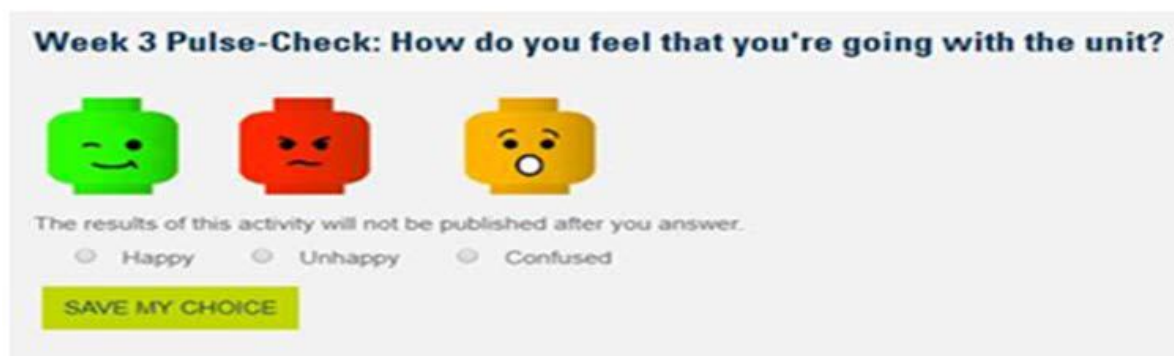 Week 3 Pulse-Check: How do you feel that you're going with the unit?
The results of this activity will not be published after you answer.
Happy Unhappy Confused
SAVE MY CHOICE